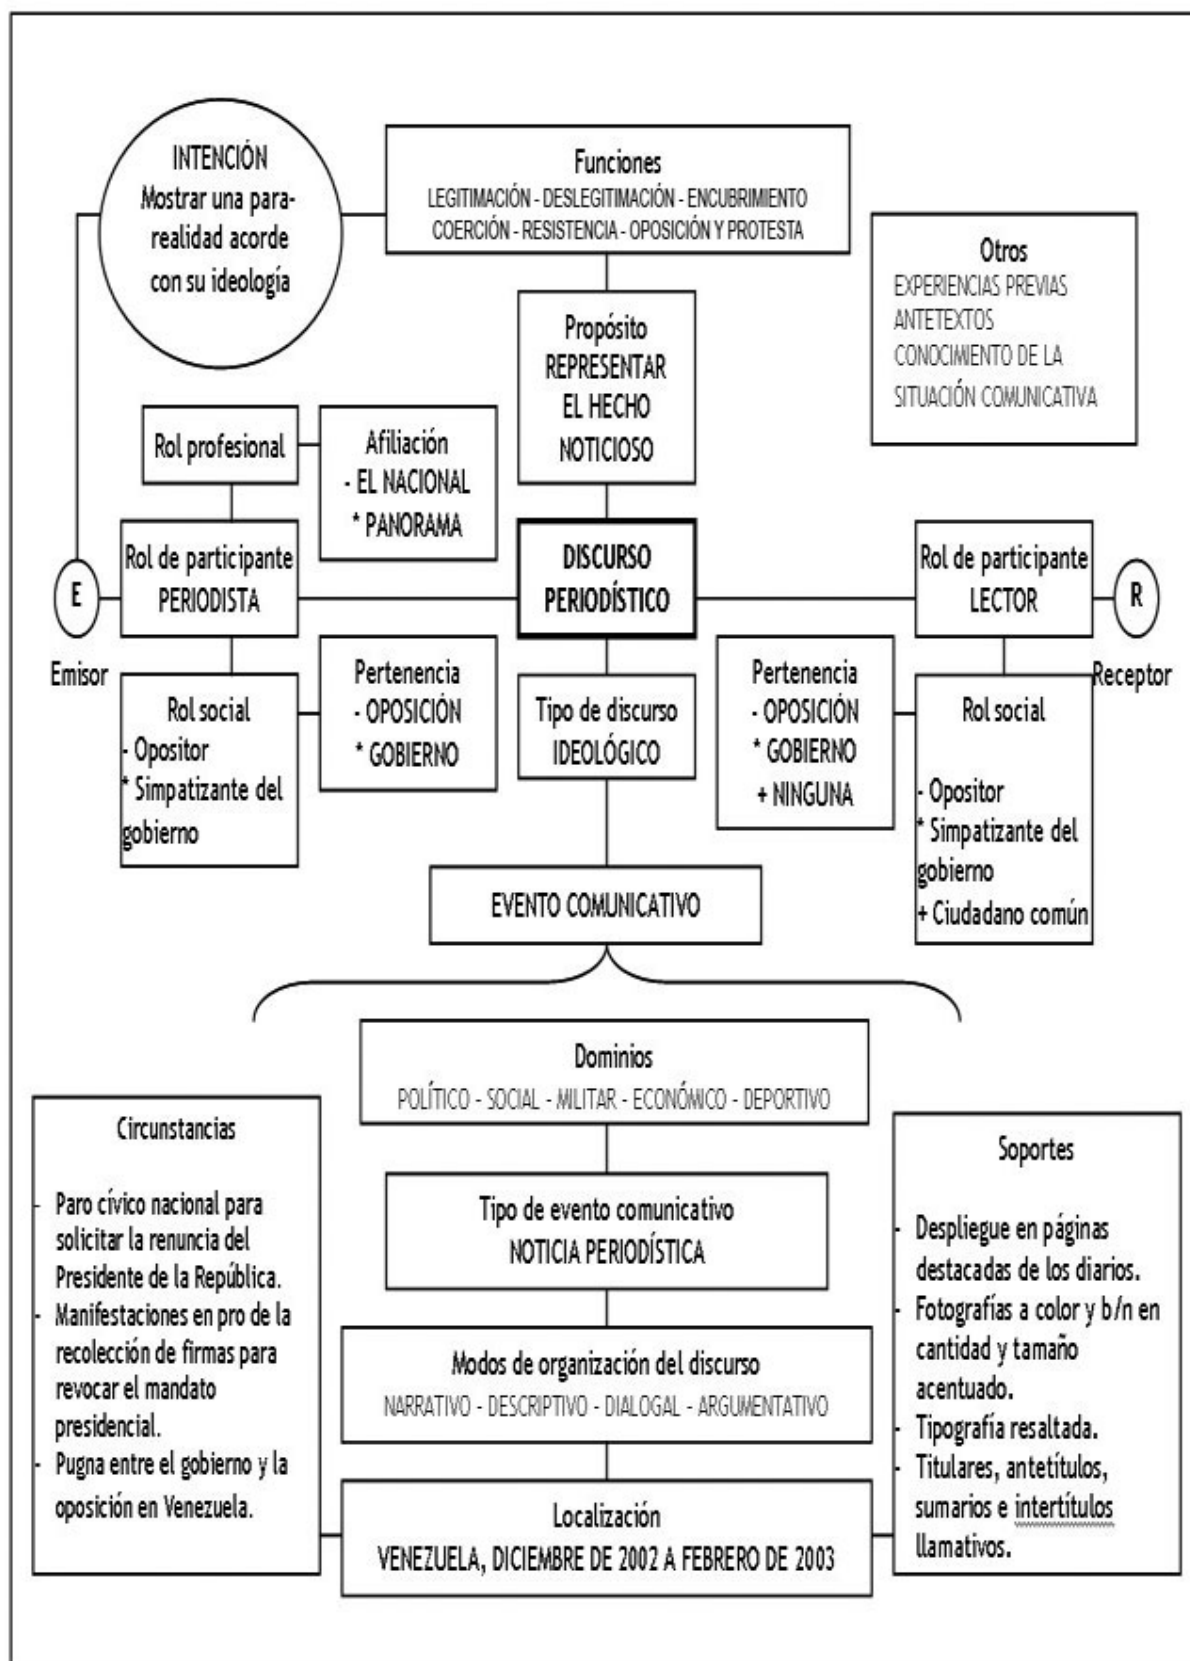 INTENCIÓN
Mostrar una para-
realidad acorde
con su ideología
Funciones
LEGITIMACIÓN - DESLEGITIMACIÓN - ENCUBRIMIENTO
COERCIÓN - RESISTENCIA - OPOSICIÓN Y PROTESTA
Otros
EXPERIENCIAS PREVIAS
ANTETEXTOS
CONOCIMIENTO DE LA
SITUACIÓN COMUNICATIVA
Propósito
REPRESENTAR
EL HECHO
NOTICIOSO
Rol profesional
Afiliación
- EL NACIONAL
* PANORAMA
E
Emisor
Rol de participante
PERIODISTA
DISCURSO
PERIODÍSTICO
Rol de participante
LECTOR
R
Receptor
Rol social
- Opositor
* Simpatizante del
gobierno
Pertenencia
- OPOSICIÓN
* GOBIERNO
Tipo de discurso
IDEOLÓGICO
Pertenencia
- OPOSICIÓN
* GOBIERNO
+ NINGUNA
Rol social
- Opositor
* Simpatizante del
gobierno
+ Ciudadano común
EVENTO COMUNICATIVO
Dominios
POLÍTICO - SOCIAL - MILITAR - ECONÓMICO - DEPORTIVO
Circunstancias
- Paro cívico nacional para
solicitar la renuncia del
Presidente de la República.
- Manifestaciones en pro de la
recolección de firmas para
revocar el mandato
presidencial.
- Pugna entre el gobierno y la
oposición en Venezuela.
Tipo de evento comunicativo
NOTICIA PERIODÍSTICA
Modos de organización del discurso
NARRATIVO - DESCRIPTIVO - DIALOGAL - ARGUMENTATIVO
Localización
VENEZUELA, DICIEMBRE DE 2002 A FEBRERO DE 2003
Soportes
- Despliegue en páginas
destacadas de los diarios.
- Fotografías a color y b/n en
cantidad y tamaño
acentuado.
- Tipografía resaltada.
- Titulares, antetítulos,
sumarios e intertítulos
llamativos.